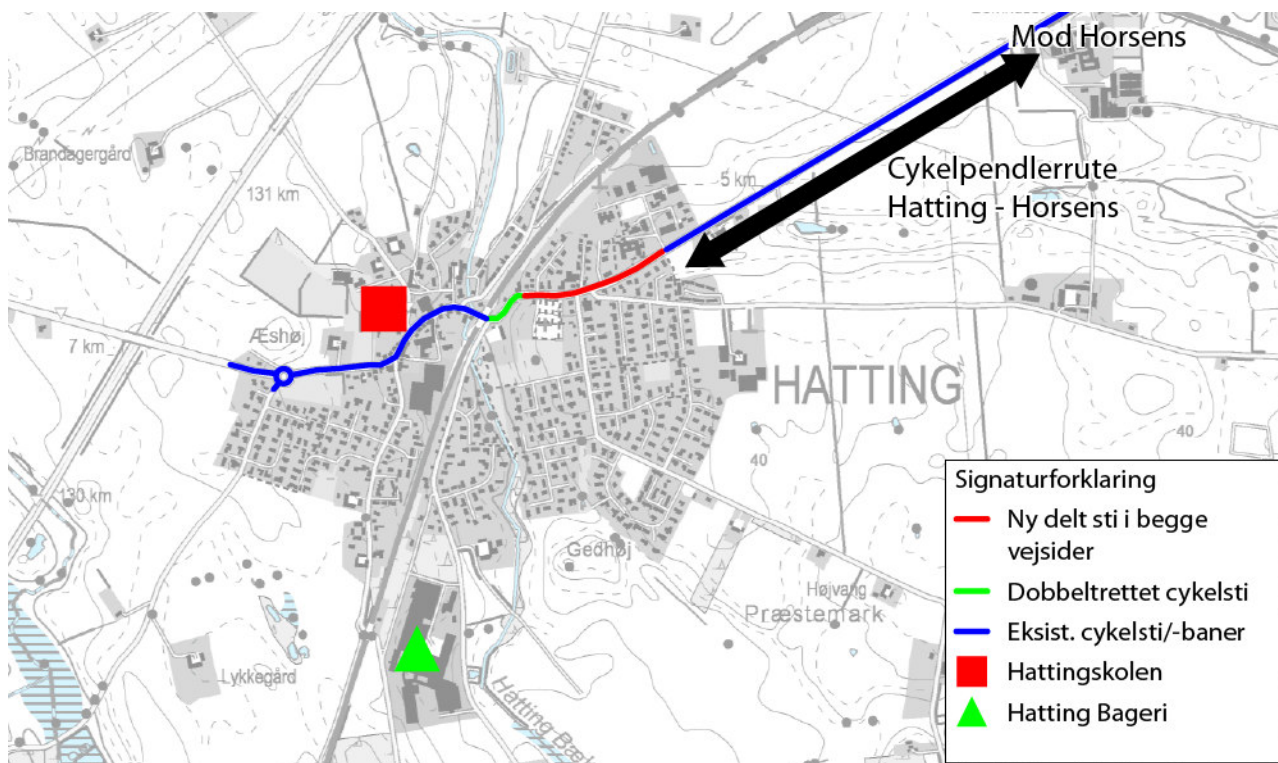 Mod Horsens
Brandagergård
131 km
5 km
Cykelpendlerrute
Hatting - Horsens
Æshøj
7 km
HATTING
40
40
130 km
Gedhøj
Højvang
Præstemark
Lykkegård
Hatting Bæk
Signaturforklaring
Ny delt sti i begge
vejsider
Dobbeltrettet cykelsti
Eksist. cykelsti/-baner
Hattingskolen
Hatting Bageri